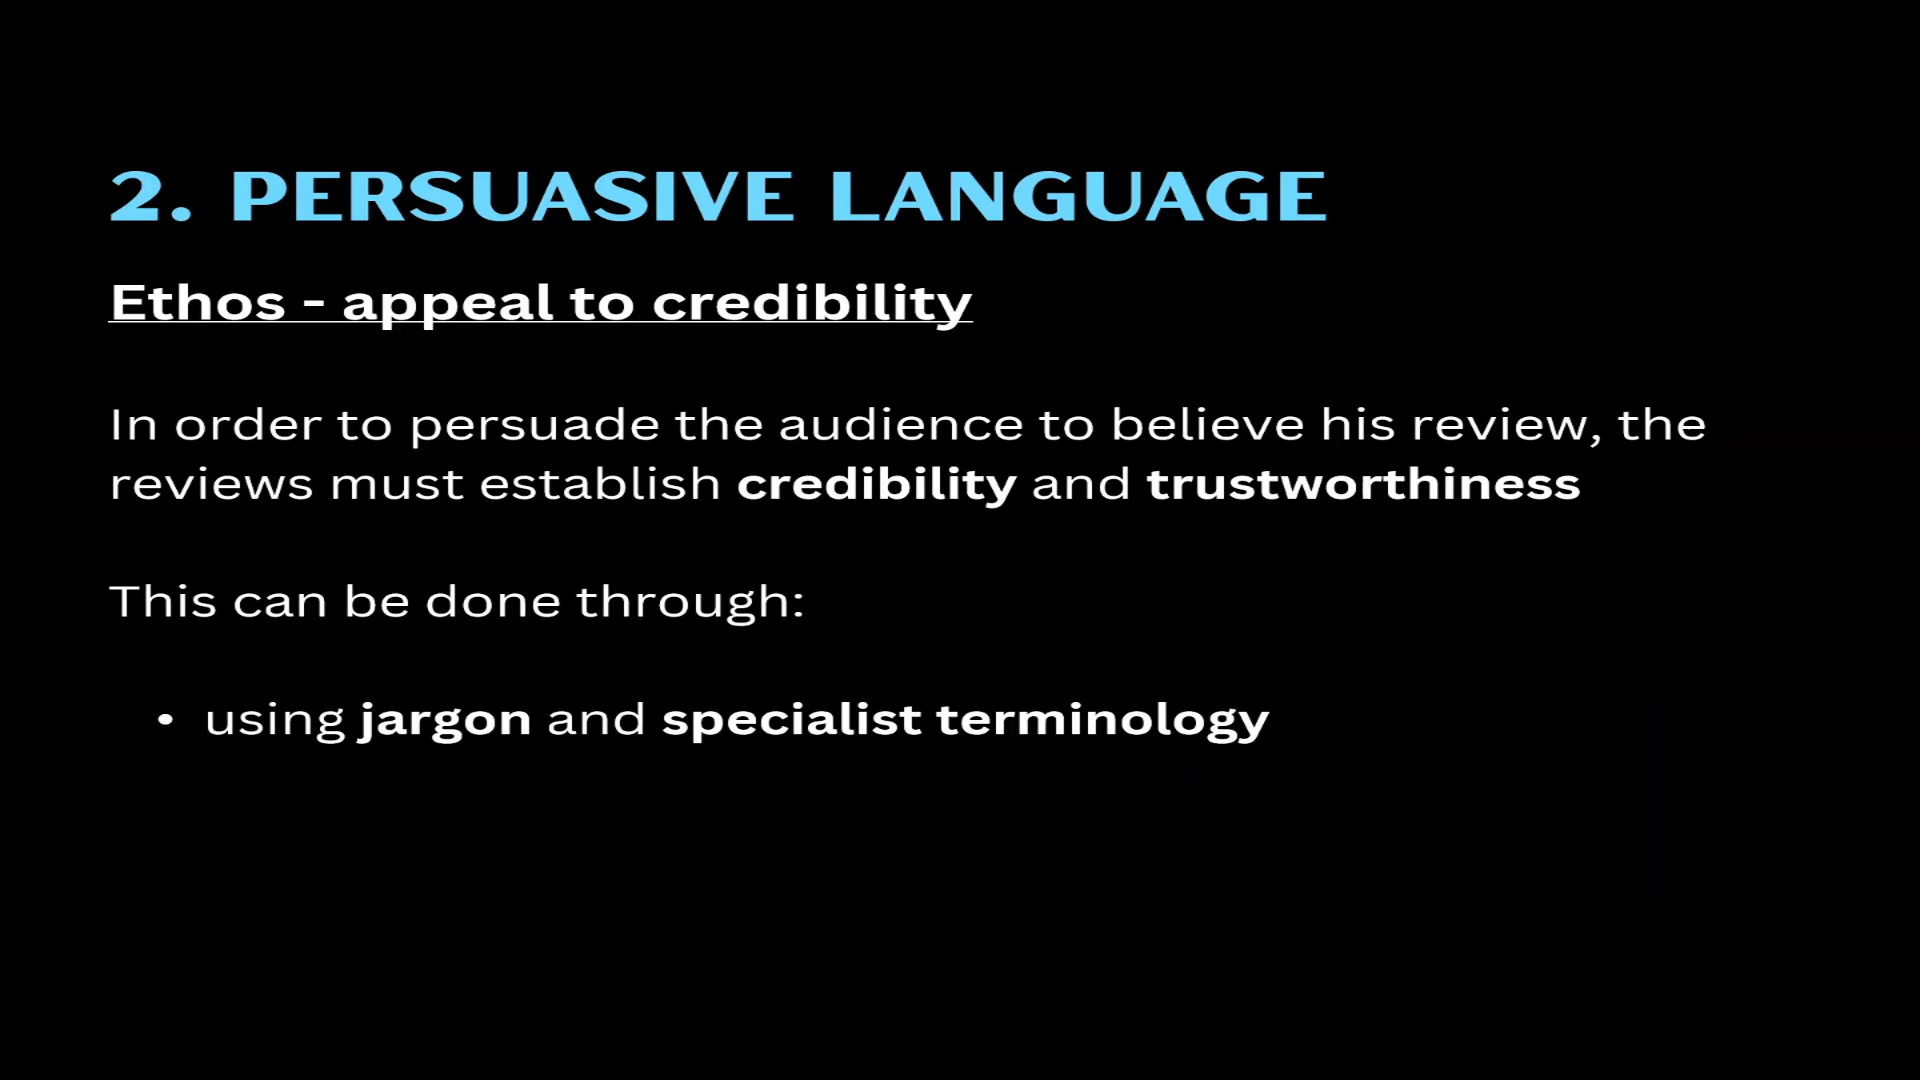 2. PERSUASIVE LANGUAGE
Ethos - appeal to credibility
In order to persuade the audience to believe his review, the
reviews must establish credibility and trustworthiness
This can be done through:
• using jargon and specialist terminology